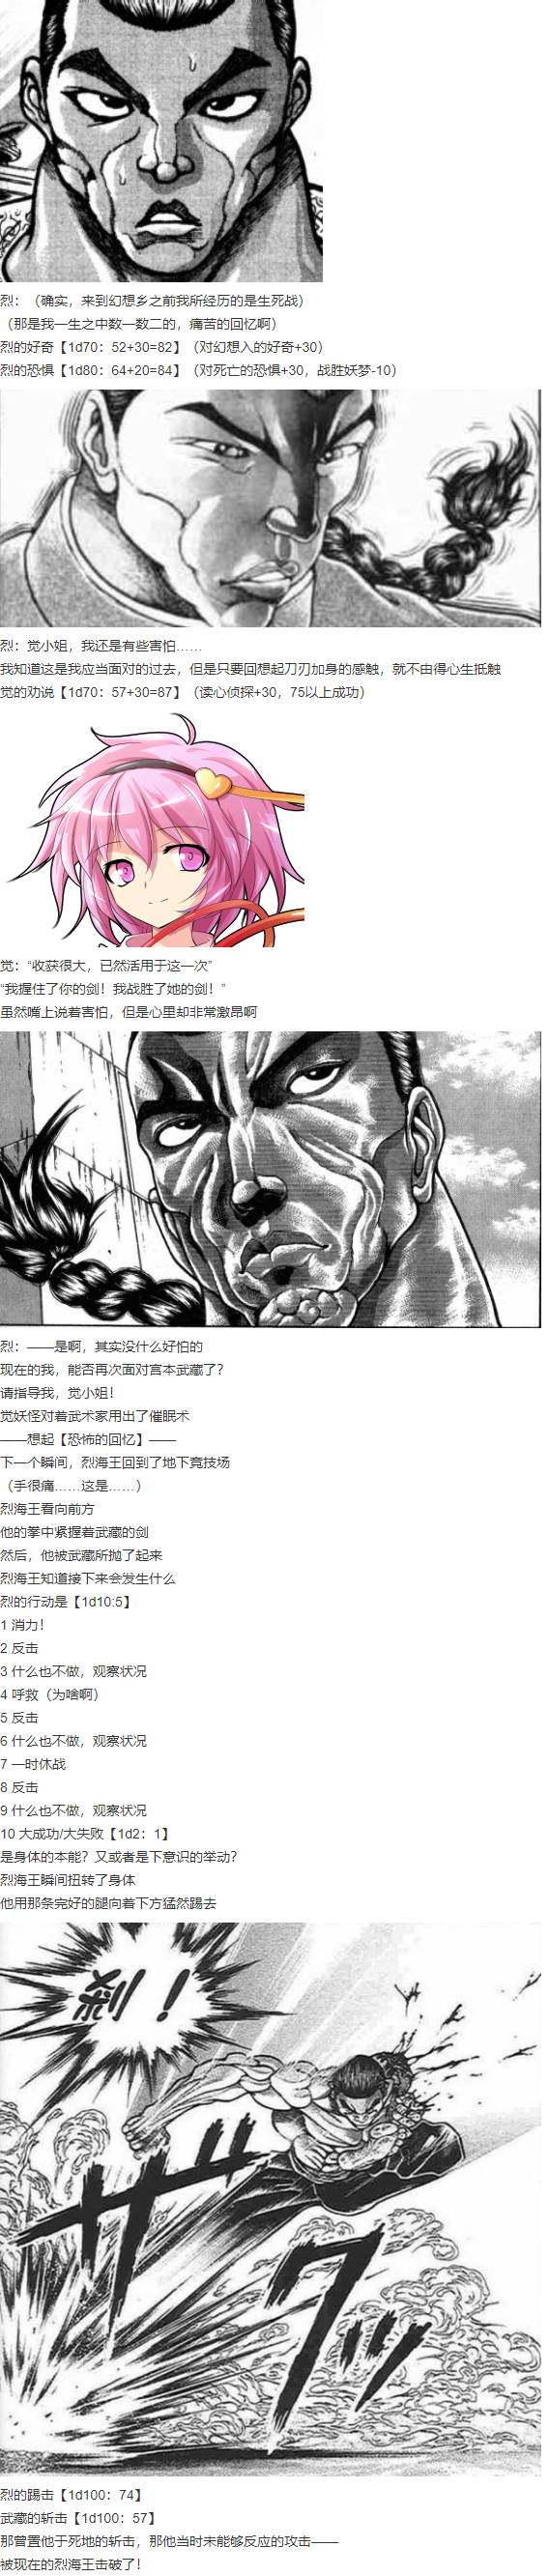 烈：（确实，来到幻想乡之前我所经历的是生死战）
（那是我一生之中数一数二的，痛苦的回忆啊）
烈的好奇【1d70：52+30=82】（对幻想入的好奇+30）
烈的恐惧【1d80：64+20=84】（对死亡的恐惧+30，战胜妖梦-10）
烈：觉小姐，我还是有些害怕……
我知道这是我应当面对的过去，但是只要回想起刀刃加身的感触，就不由得心生抵触
觉的劝说【1d70：57+30=87】（读心侦探+30，75以上成功）
觉：“收获很大，已然活用于这一次”
“我握住了你的剑！我战胜了她的剑！”
虽然嘴上说着害怕，但是心里却非常激昂啊
烈：——是啊，其实没什么好怕的
现在的我，能否再次面对宫本武藏了？
请指导我，觉小姐！
觉妖怪对着武术家用出了催眠术
——想起【恐怖的回忆】——
下一个瞬间，烈海王回到了地下竞技场
（手很痛……这是……）
烈海王看向前方
他的拳中紧握着武藏的剑
然后，他被武藏所抛了起来
烈海王知道接下来会发生什么
烈的行动是【1d10:5】
1 消力！
2 反击
3 什么也不做，观察状况
4 呼救（为啥啊）
5 反击
6 什么也不做，观察状况
7 一时休战
8 反击
9 什么也不做，观察状况
10 大成功/大失败【1d2：1】
是身体的本能？又或者是下意识的举动？
烈海王瞬间扭转了身体
他用那条完好的腿向着下方猛然踢去
刹！
ザ
ワッ
烈的踢击【1d100：74】
武藏的斩击【1d100：57】
那曾置他于死地的斩击，那他当时未能够反应的攻击——
被现在的烈海王击破了！